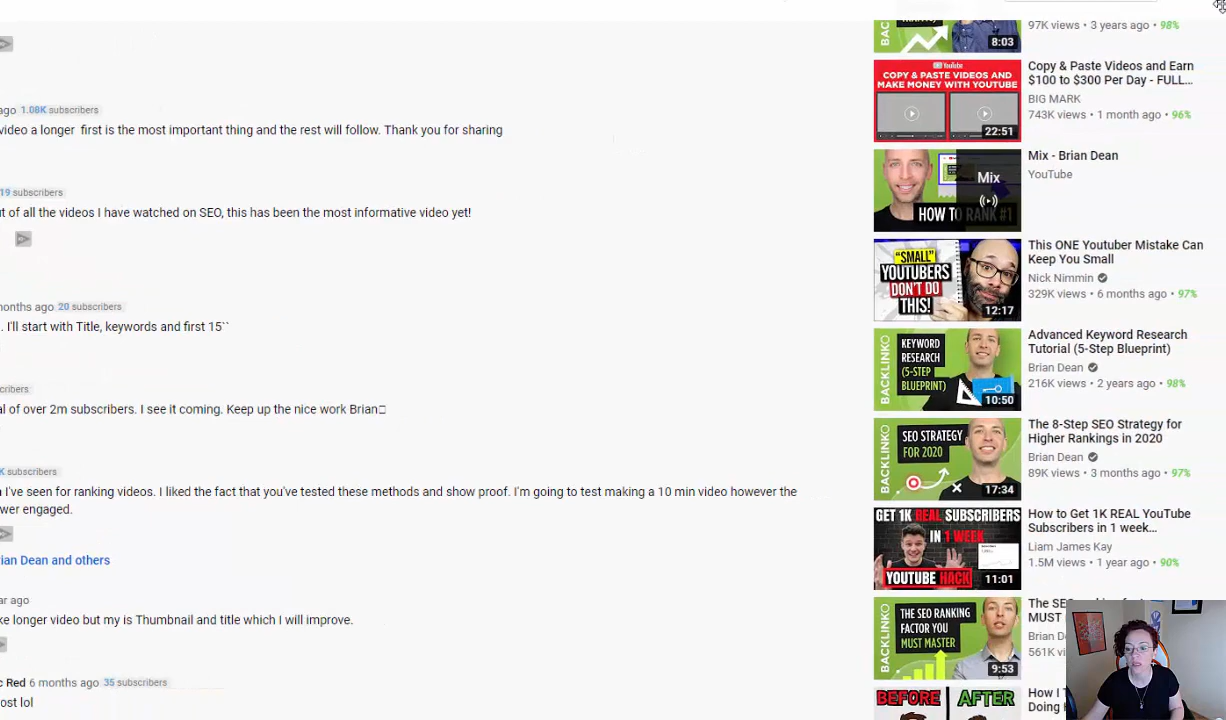 ago 1.08K subscribers
video a longer first is the most important thing and the rest will follow. Thank you for sharing
19 subscribers
t of all the videos I have watched on SEO, this has been the most informative video yet!
months ago 20 subscribers
. I'll start with Title, keywords and first 15``
cribers
al of over 2m subscribers. I see it coming. Keep up the nice work Brian
K subscribers
I've seen for ranking videos. I liked the fact that you've tested these methods and show proof. I'm going to test making a 10 min video however the
wer engaged.
ian Dean and others
ar ago
ke longer video but my is Thumbnail and title which I will improve.
c Red 6 months ago 35 subscribers
ost lol
BAC
8:03
97K views • 3 years ago • 98%
YouTube
COPY & PASTE VIDEOS AND
MAKE MONEY WITH YOUTUBE
22:51
Copy & Paste Videos and Earn
$100 to $300 Per Day - FULL...
BIG MARK
743K views • 1 month ago • 96%
Mix
HOW TO RANK #1
Mix - Brian Dean
YouTube
"SMALL"
YOUTUBERS
DON'T DO
THIS!
12:17
This ONE Youtuber Mistake Can
Keep You Small
Nick Nimmin
329K views • 6 months ago • 97%
BACKLINKO
KEYWORD
RESEARCH
(5-STEP
BLUEPRINT)
10:50
Advanced Keyword Research
Tutorial (5-Step Blueprint)
Brian Dean
216K views • 2 years ago • 98%
BACKLINKO
SEO STRATEGY
FOR 2020
17:34
The 8-Step SEO Strategy for
Higher Rankings in 2020
Brian Dean
89K views • 3 months ago • 97%
GET 1K REAL SUBSCRIBERS
IN 1 WEEK
YOUTUBE HACK
11:01
How to Get 1K REAL YouTube
Subscribers in 1 week...
Liam James Kay
1.5M views • 1 year ago • 90%
BACKLINKO
THE SEO RANKING
FACTOR YOU
MUST MASTER
9:53
The SE
MUST
Brian D
561K vi
BEFORE AFTER
How I T
Doing H